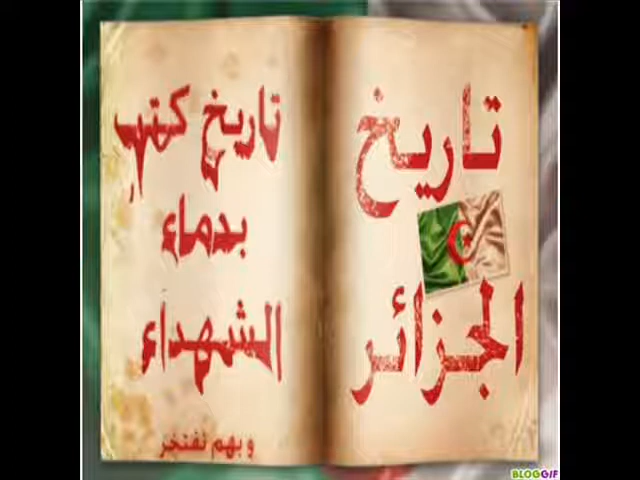 تاريخ
الجزائر
تاريخ كتب
بدماء
الشهداء
و بهم نفتخر
BLOGGIF